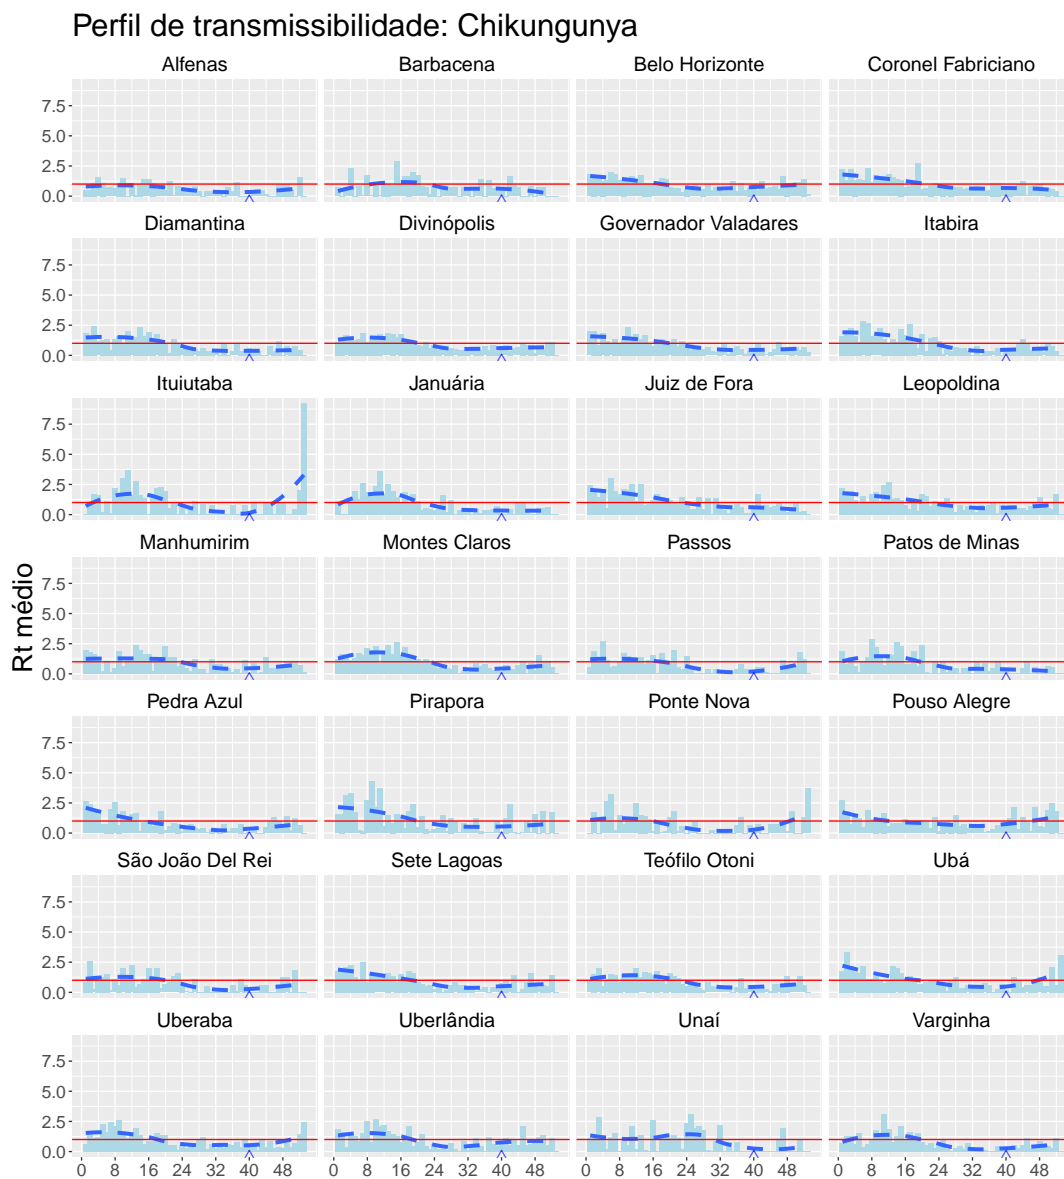 Perfil de transmissibilidade: Chikungunya
Alfenas Barbacena Belo Horizonte Coronel Fabriciano
7.5
5.0
2.5
0.0
Diamantina Divinópolis Governador Valadares Itabira
7.5
5.0
2.5
0.0
Ituiutaba Januária Juiz de Fora Leopoldina
7.5
5.0
2.5
0.0
Manhumirim Montes Claros Passos Patos de Minas
7.5
5.0
2.5
0.0
Rt médio
Pedra Azul Pirapora Ponte Nova Pouso Alegre
7.5
5.0
2.5
0.0
São João Del Rei Sete Lagoas Teófilo Otoni Ubá
7.5
5.0
2.5
0.0
Uberaba Uberlândia Unaí Varginha
7.5
5.0
2.5
0.0
0 8 16 24 32 40 48 0 8 16 24 32 40 48 0 8 16 24 32 40 48 0 8 16 24 32 40 48